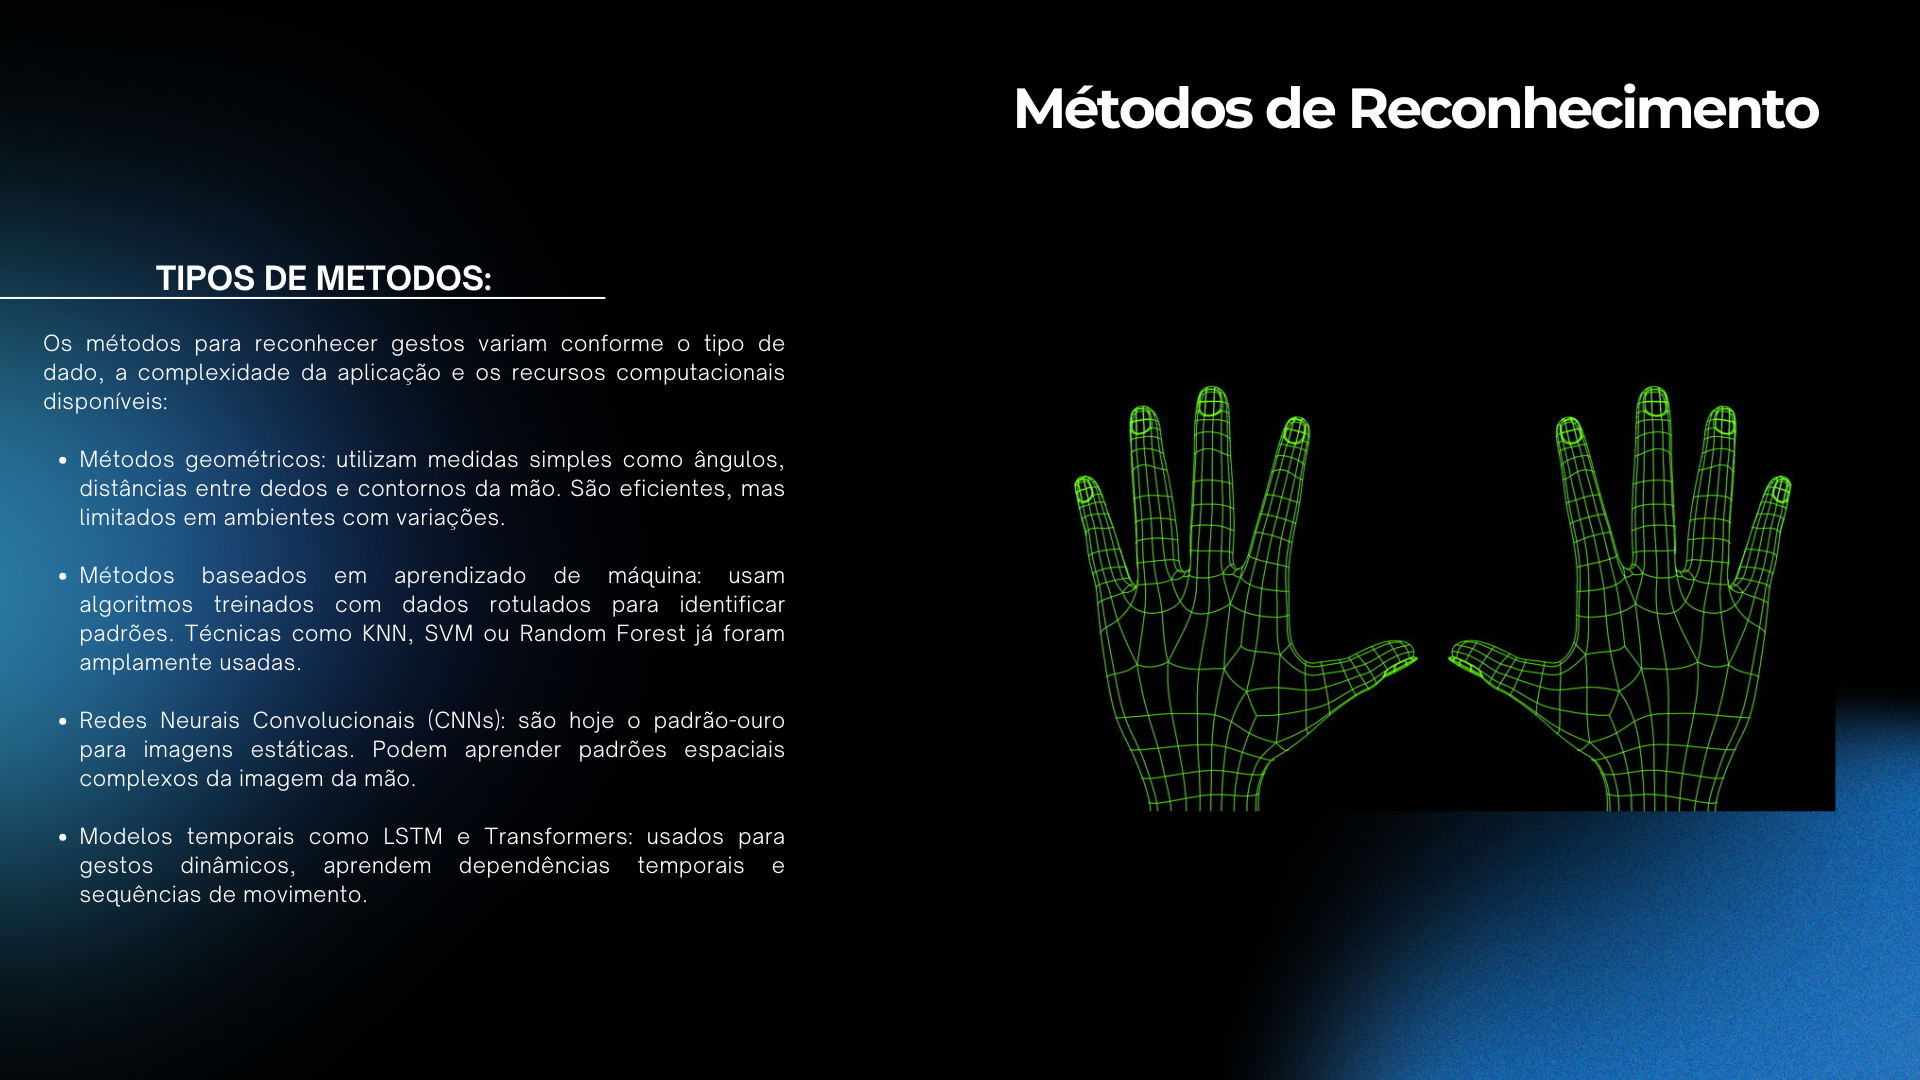 Métodos de Reconhecimento
TIPOS DE METODOS:
Os métodos para reconhecer gestos variam conforme o tipo de
dado, a complexidade da aplicação e os recursos computacionais
disponíveis:
• Métodos geométricos: utilizam medidas simples como ângulos,
distâncias entre dedos e contornos da mão. São eficientes, mas
limitados em ambientes com variações.
• Métodos baseados em aprendizado de máquina: usam
algoritmos treinados com dados rotulados para identificar
padrões. Técnicas como KNN, SVM ou Random Forest já foram
amplamente usadas.
• Redes Neurais Convolucionais (CNNs): são hoje o padrão-ouro
para imagens estáticas. Podem aprender padrões espaciais
complexos da imagem da mão.
• Modelos temporais como LSTM e Transformers: usados para
gestos dinâmicos, aprendem dependências temporais e
sequências de movimento.